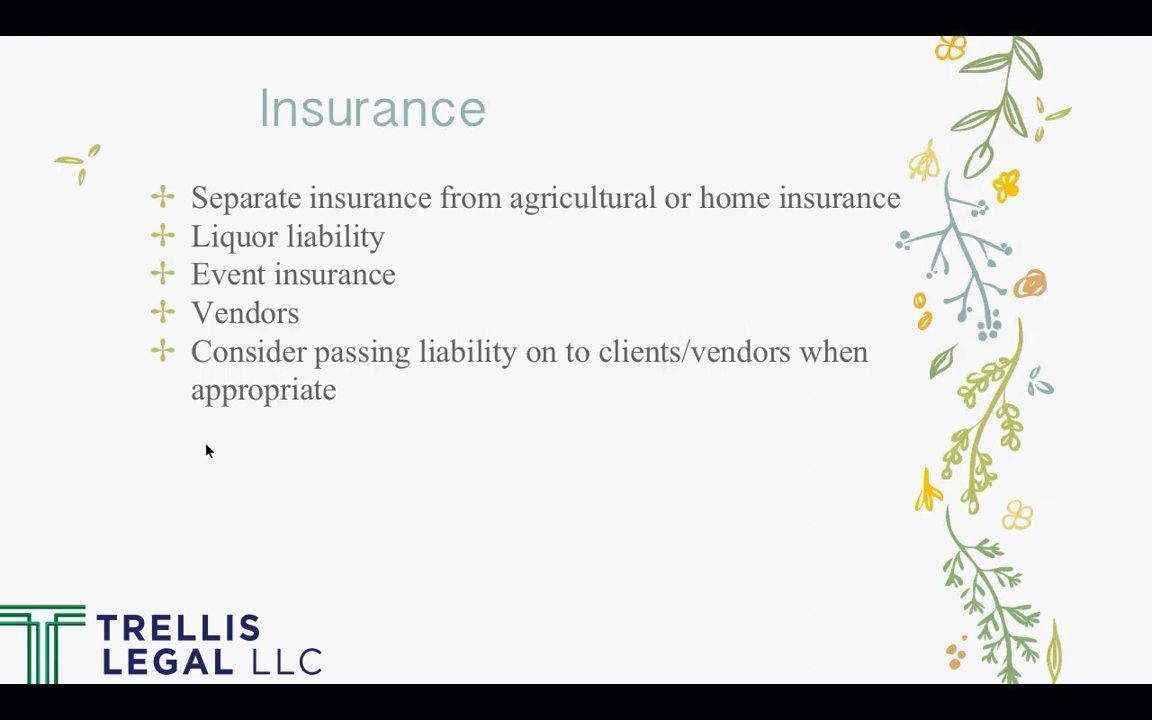 Insurance
Separate insurance from agricultural or home insurance
Liquor liability
Event insurance
Vendors
Consider passing liability on to clients/vendors when
appropriate
TRELLIS
LEGAL LLC